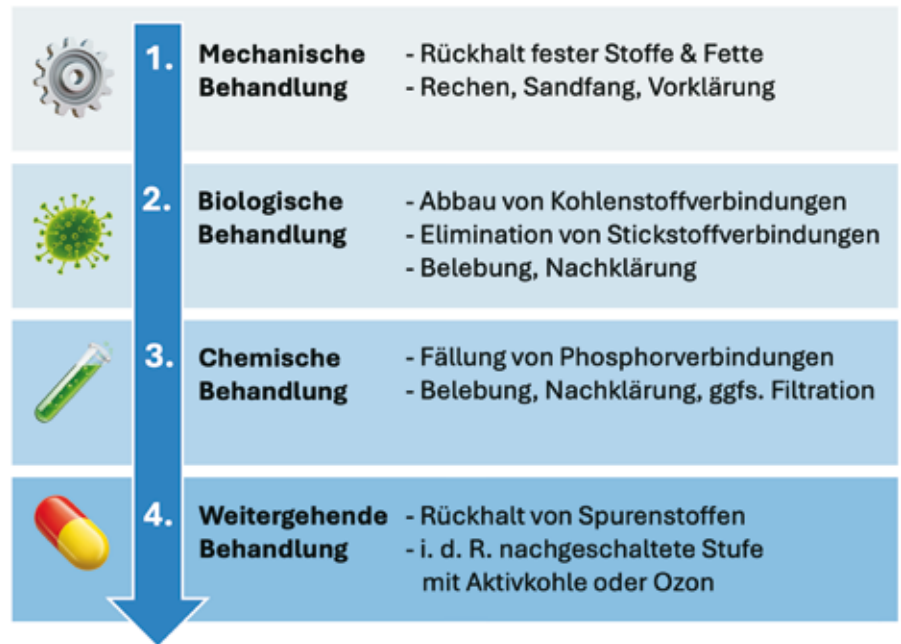 1. Mechanische Behandlung
- Rückhalt fester Stoffe & Fette
- Rechen, Sandfang, Vorklärung
2. Biologische Behandlung
- Abbau von Kohlenstoffverbindungen
- Elimination von Stickstoffverbindungen
- Belebung, Nachklärung
3. Chemische Behandlung
- Fällung von Phosphorverbindungen
- Belebung, Nachklärung, ggfs. Filtration
4. Weitergehende Behandlung
- Rückhalt von Spurenstoffen
- i. d. R. nachgeschaltete Stufe
mit Aktivkohle oder Ozon